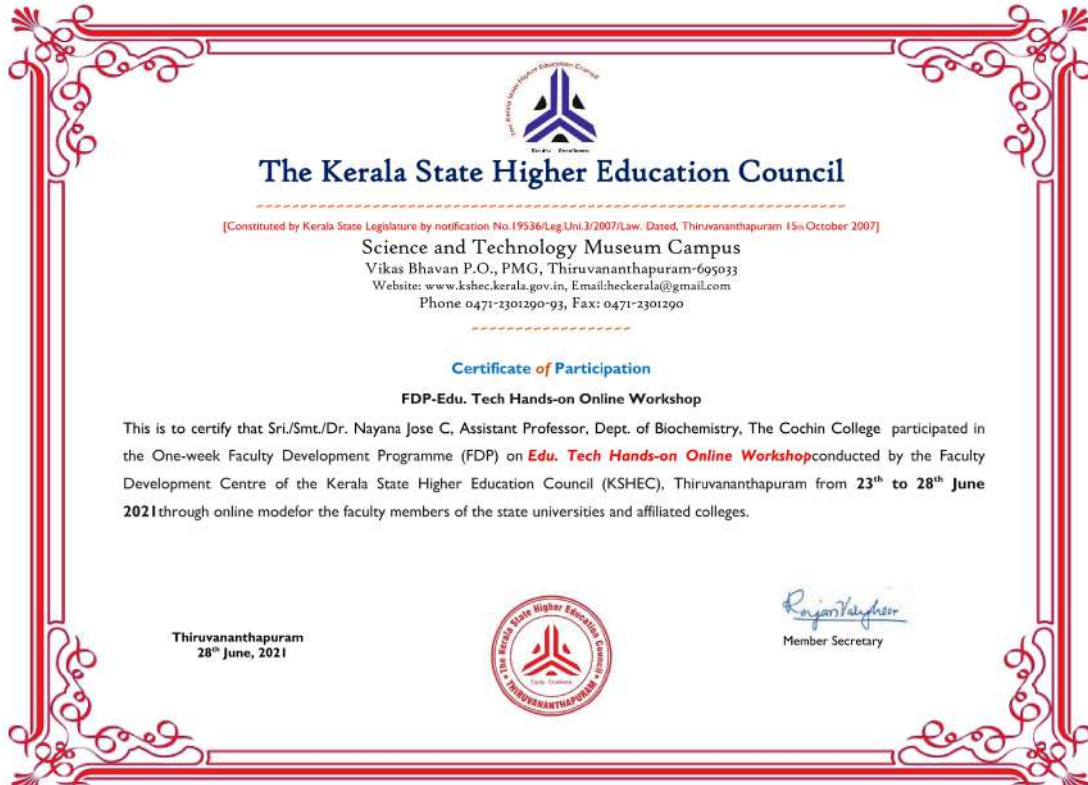 The Kerala State Higher Education Council
The Kerala State Higher Education Council
[Constituted by Kerala State Legislature by notification No.19536/Leg.Uni.3/2007/Law. Dated, Thiruvananthapuram 15th October 2007]
Science and Technology Museum Campus
Vikas Bhavan P.O., PMG, Thiruvananthapuram-695033
Website: www.kshec.kerala.gov.in, Email:heckerala@gmail.com
Phone 0471-2301290-93, Fax: 0471-2301290
Certificate of Participation
FDP-Edu. Tech Hands-on Online Workshop
This is to certify that Sri./Smt./Dr. Nayana Jose C, Assistant Professor, Dept. of Biochemistry, The Cochin College participated in
the One-week Faculty Development Programme (FDP) on Edu. Tech Hands-on Online Workshopconducted by the Faculty
Development Centre of the Kerala State Higher Education Council (KSHEC), Thiruvananthapuram from 23th to 28th June
2021through online modefor the faculty members of the state universities and affiliated colleges.
Thiruvananthapuram
28th June, 2021
The Kerala State Higher Education Council
THIRUVANANTHAPURAM
Member Secretary